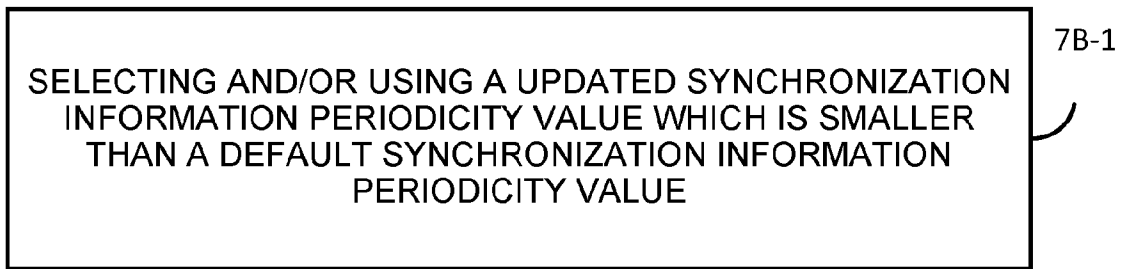 7B-1
SELECTING AND/OR USING A UPDATED SYNCHRONIZATION
INFORMATION PERIODICITY VALUE WHICH IS SMALLER
THAN A DEFAULT SYNCHRONIZATION INFORMATION
PERIODICITY VALUE